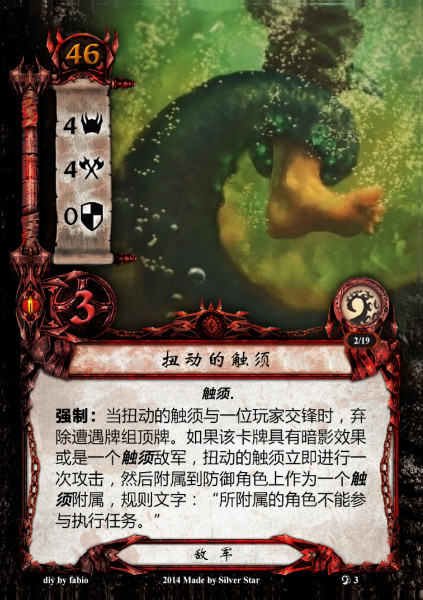 46
4
4
0
3
2/19
扭动的触须
触须.
强制：当扭动的触须与一位玩家交锋时，弃
除遭遇牌组顶牌。如果该卡牌具有暗影效果
或是一个触须敌军，扭动的触须立即进行一
次攻击，然后附属到防御角色上作为一个触
须附属，规则文字：“所附属的角色不能参
与执行任务。”
敌军
diy by fabio 2014 Made by Silver Star 3